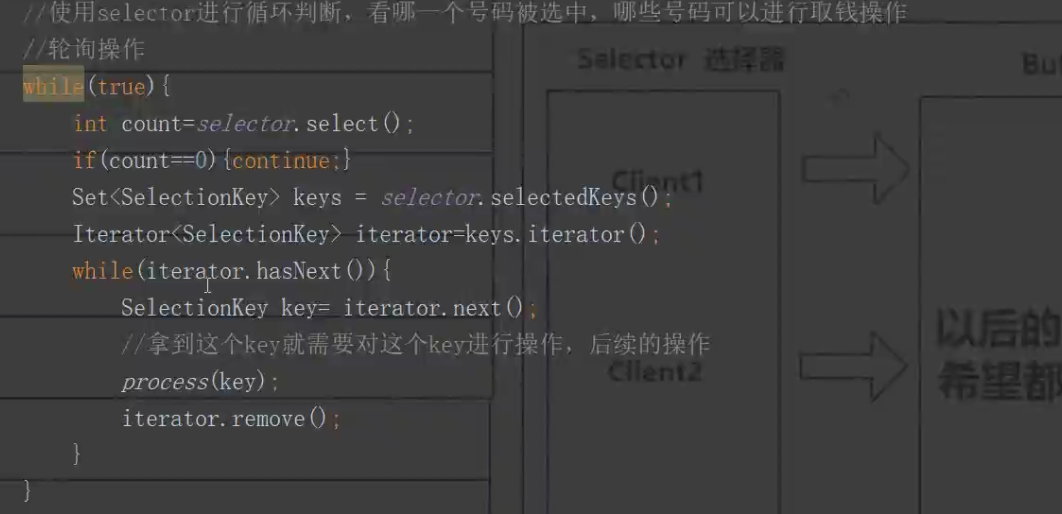 //使用selector进行循环判断, 看哪一个号码被选中, 哪些号码可以进行取钱操作
//轮询操作
while(true){
int count=selector.select();
if(count==0){continue;}
Set<SelectionKey> keys = selector.selectedKeys();
Iterator<SelectionKey> iterator=keys.iterator();
while(iterator.hasNext()){
SelectionKey key= iterator.next();
//拿到这个key就需要对这个key进行操作, 后续的操作
process(key);
iterator.remove();
}
}
Selector 选择器
Client1
Client2
以后的
希望都